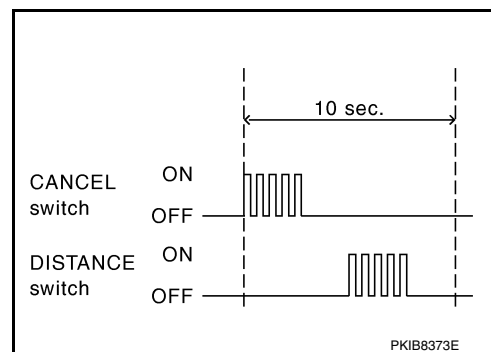 10 sec.
CANCEL
switch
ON
OFF
DISTANCE
switch
ON
OFF
PKIB8373E